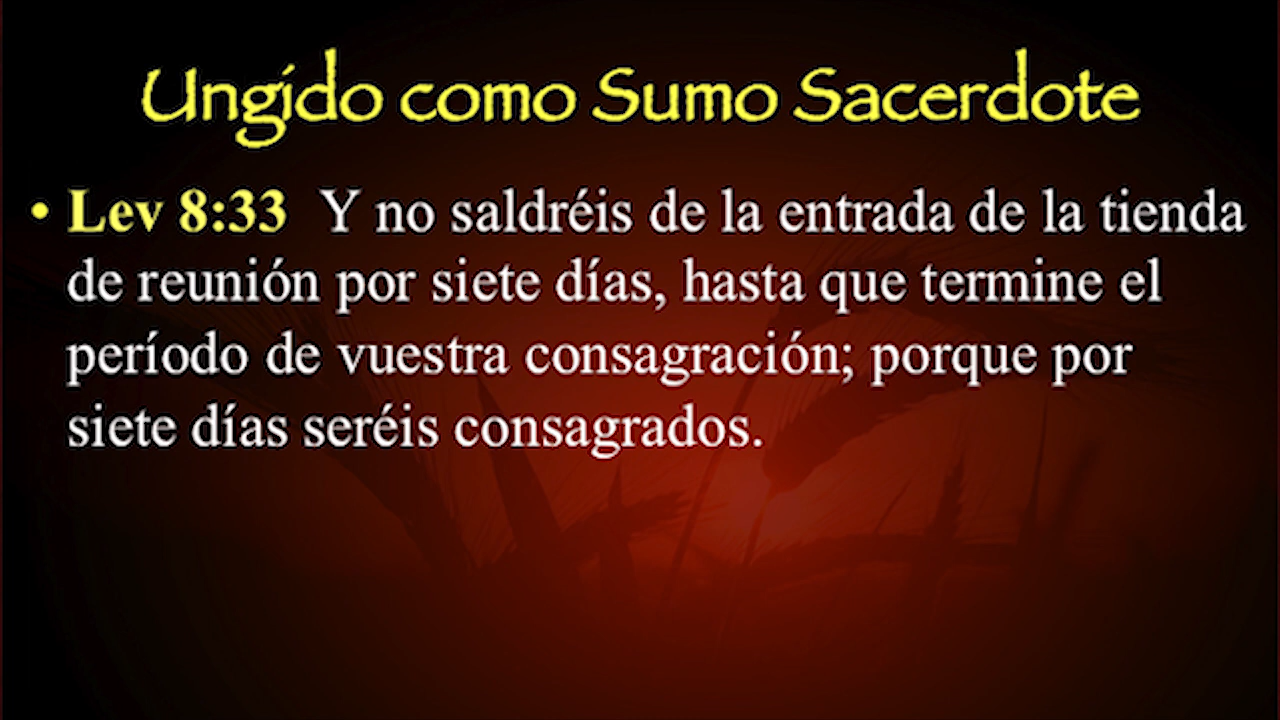 Ungido como Sumo Sacerdote
• Lev 8:33 Y no saldréis de la entrada de la tienda
de reunión por siete días, hasta que termine el
período de vuestra consagración; porque por
siete días seréis consagrados.